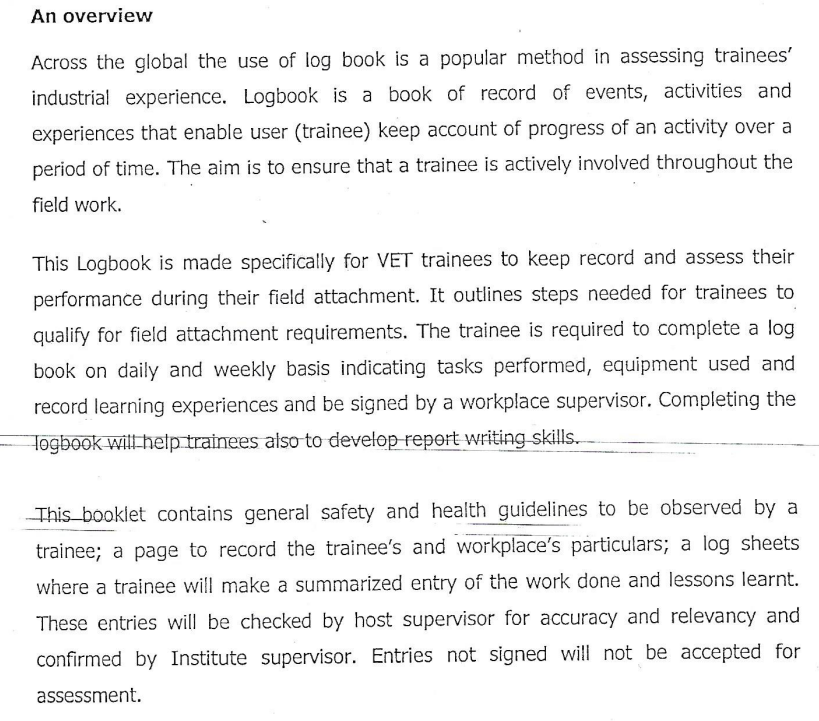 An overview
Across the global the use of log book is a popular method in assessing trainees'
industrial experience. Logbook is a book of record of events, activities and
experiences that enable user (trainee) keep account of progress of an activity over a
period of time. The aim is to ensure that a trainee is actively involved throughout the
field work.
This Logbook is made specifically for VET trainees to keep record and assess their
performance during their field attachment. It outlines steps needed for trainees to
qualify for field attachment requirements. The trainee is required to complete a log
book on daily and weekly basis indicating tasks performed, equipment used and
record learning experiences and be signed by a workplace supervisor. Completing the
logbook will help trainees also to develop report writing skills.
This booklet contains general safety and health guidelines to be observed by a
trainee; a page to record the trainee's and workplace's particulars; a log sheets
where a trainee will make a summarized entry of the work done and lessons learnt.
These entries will be checked by host supervisor for accuracy and relevancy and
confirmed by Institute supervisor. Entries not signed will not be accepted for
assessment.